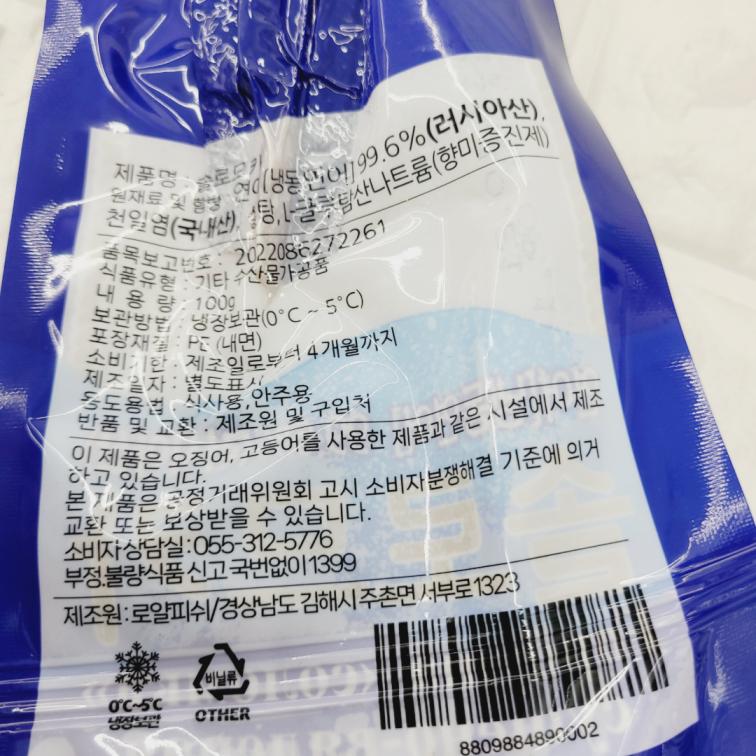 제품명 : 슬로모카
원재료 및 함량 연어[냉동연어]99.6%(러시아산),
천일염(국내산), 설탕,L-글루탐산나트륨(향미증진제)
품목보고번호 : 2022086272261
식품유형 : 기타 수산물가공품
내 용 량 : 100g
보관방법 : 냉장보관(0°C ~ 5°C)
포장재질 : PE (내면)
소비기한 : 제조일로부터 4개월까지
제조일자 : 별도표시
용도용법 : 식사용,안주용
반품 및 교환 : 제조원 및 구입처
이 제품은 오징어, 고등어를 사용한 제품과 같은 시설에서 제조
하고 있습니다.
본 제품은 공정거래위원회 고시 소비자분쟁해결 기준에 의거
교환 또는 보상받을 수 있습니다.
소비자상담실:055-312-5776
부정,불량식품 신고국번없이1399
제조원:로얄피쉬/경상남도 김해시주촌면 서부로1323
0°C~5°C
냉장보관
비닐류
OTHER
8809884890002